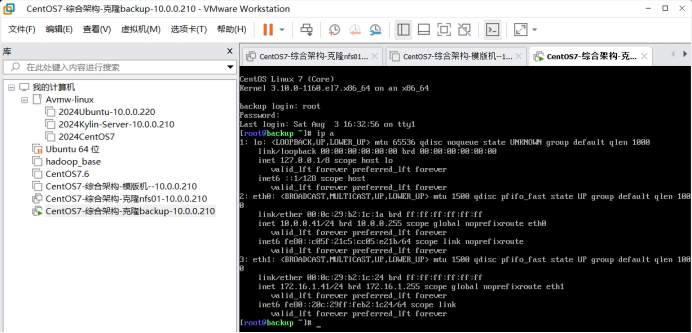 CentOS7-综合架构-克隆backup-10.0.0.210 - VMware Workstation
文件(F) 编辑(E) 查看(V) 虚拟机(M) 选项卡(T) 帮助(H)
库
在此处键入内容进行搜索
我的计算机
Avmw-linux
2024Ubuntu-10.0.0.220
2024Kylin-Server-10.0.0.210
2024CentOS7
Ubuntu 64 位
hadoop_base
CentOS7.6
CentOS7-综合架构-模版机--10.0.0.210
CentOS7-综合架构-克隆nfs01-10.0.0.210
CentOS7-综合架构-克隆backup-10.0.0.210
CentOS7-综合架构-克隆nfs01... CentOS7-综合架构-模版机--1... CentOS7-综合架构-克...
CentOS Linux 7 (Core)
Kernel 3.10.0-1160.el7.x86_64 on an x86_64
backup login: root
Password:
Last login: Sat Aug  3 16:32:56 on tty1
[root@backup ~]# ip a
1: lo: <LOOPBACK,UP,LOWER_UP> mtu 65536 qdisc noqueue state UNKNOWN group default qlen 1000
link/loopback 00:00:00:00:00:00 brd 00:00:00:00:00:00
inet 127.0.0.1/8 scope host lo
valid_lft forever preferred_lft forever
inet6 ::1/128 scope host
valid_lft forever preferred_lft forever
2: eth0: <BROADCAST,MULTICAST,UP,LOWER_UP> mtu 1500 qdisc pfifo_fast state UP group default qlen 100
0
link/ether 00:0c:29:b2:1c:1a brd ff:ff:ff:ff:ff:ff
inet 10.0.0.41/24 brd 10.0.0.255 scope global noprefixroute eth0
valid_lft forever preferred_lft forever
inet6 fe80::c05f:21c5:cc05:e21b/64 scope link noprefixroute
valid_lft forever preferred_lft forever
3: eth1: <BROADCAST,MULTICAST,UP,LOWER_UP> mtu 1500 qdisc pfifo_fast state UP group default qlen 100
0
link/ether 00:0c:29:b2:1c:24 brd ff:ff:ff:ff:ff:ff
inet 172.16.1.41/24 brd 172.16.1.255 scope global noprefixroute eth1
valid_lft forever preferred_lft forever
inet6 fe80::20c:29ff:feb2:1c24/64 scope link
valid_lft forever preferred_lft forever
[root@backup ~]# _